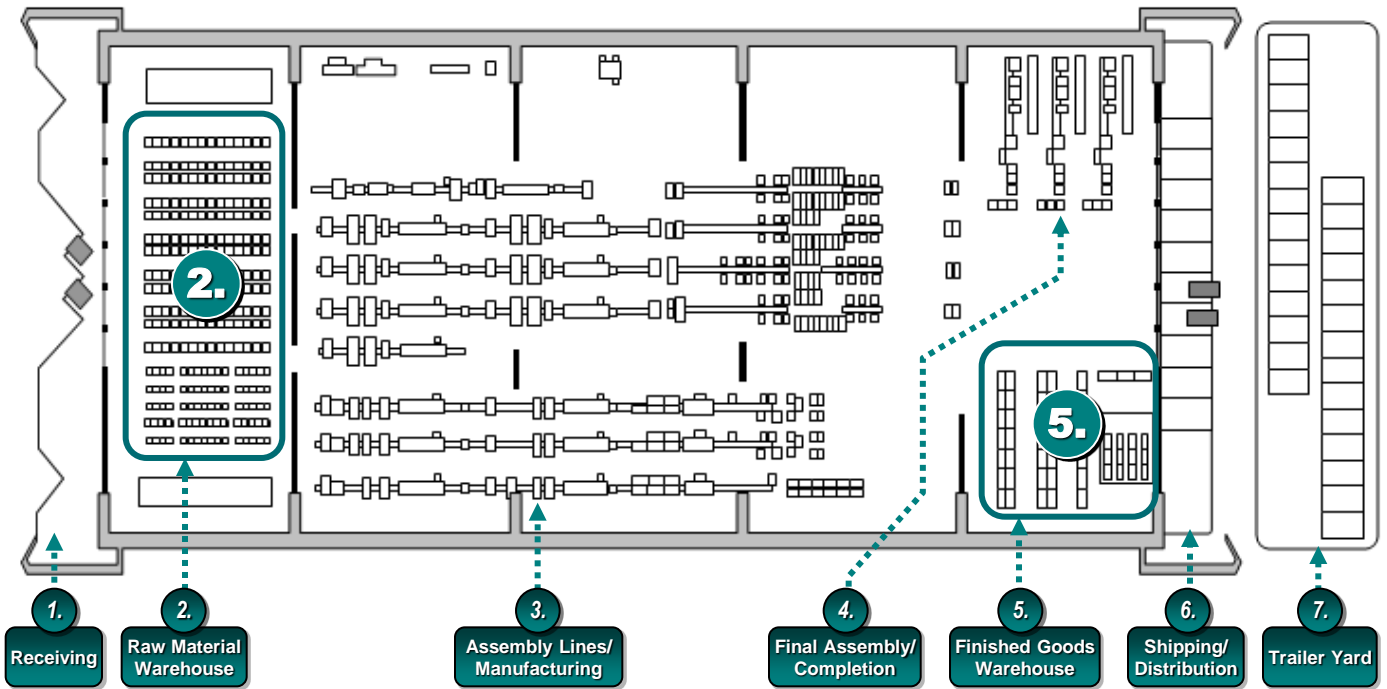 2.
5.
1.
Receiving
2.
Raw Material
Warehouse
3.
Assembly Lines/
Manufacturing
4.
Final Assembly/
Completion
5.
Finished Goods
Warehouse
6.
Shipping/
Distribution
7.
Trailer Yard